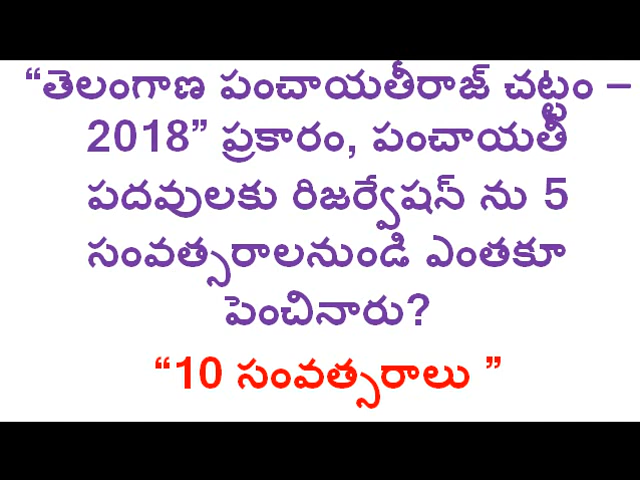 “తెలంగాణ పంచాయతీరాజ్ చట్టం –
2018” ప్రకారం, పంచాయతీ
పదవులకు రిజర్వేషన్ ను 5
సంవత్సరాలనుండి ఎంతకూ
పెంచినారు?
“10 సంవత్సరాలు ”